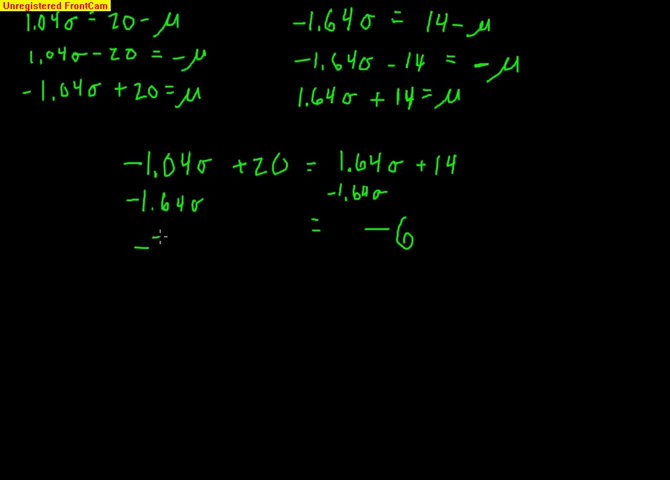 Unregistered FrontCam
1.04σ = 20 - μ
-1.64σ = 14 - μ
1.04σ - 20 = -μ
-1.64σ - 14 = -μ
-1.04σ + 20 = μ
1.64σ + 14 = μ
-1.04σ + 20 = 1.64σ + 14
-1.64σ -1.64σ
- = -6